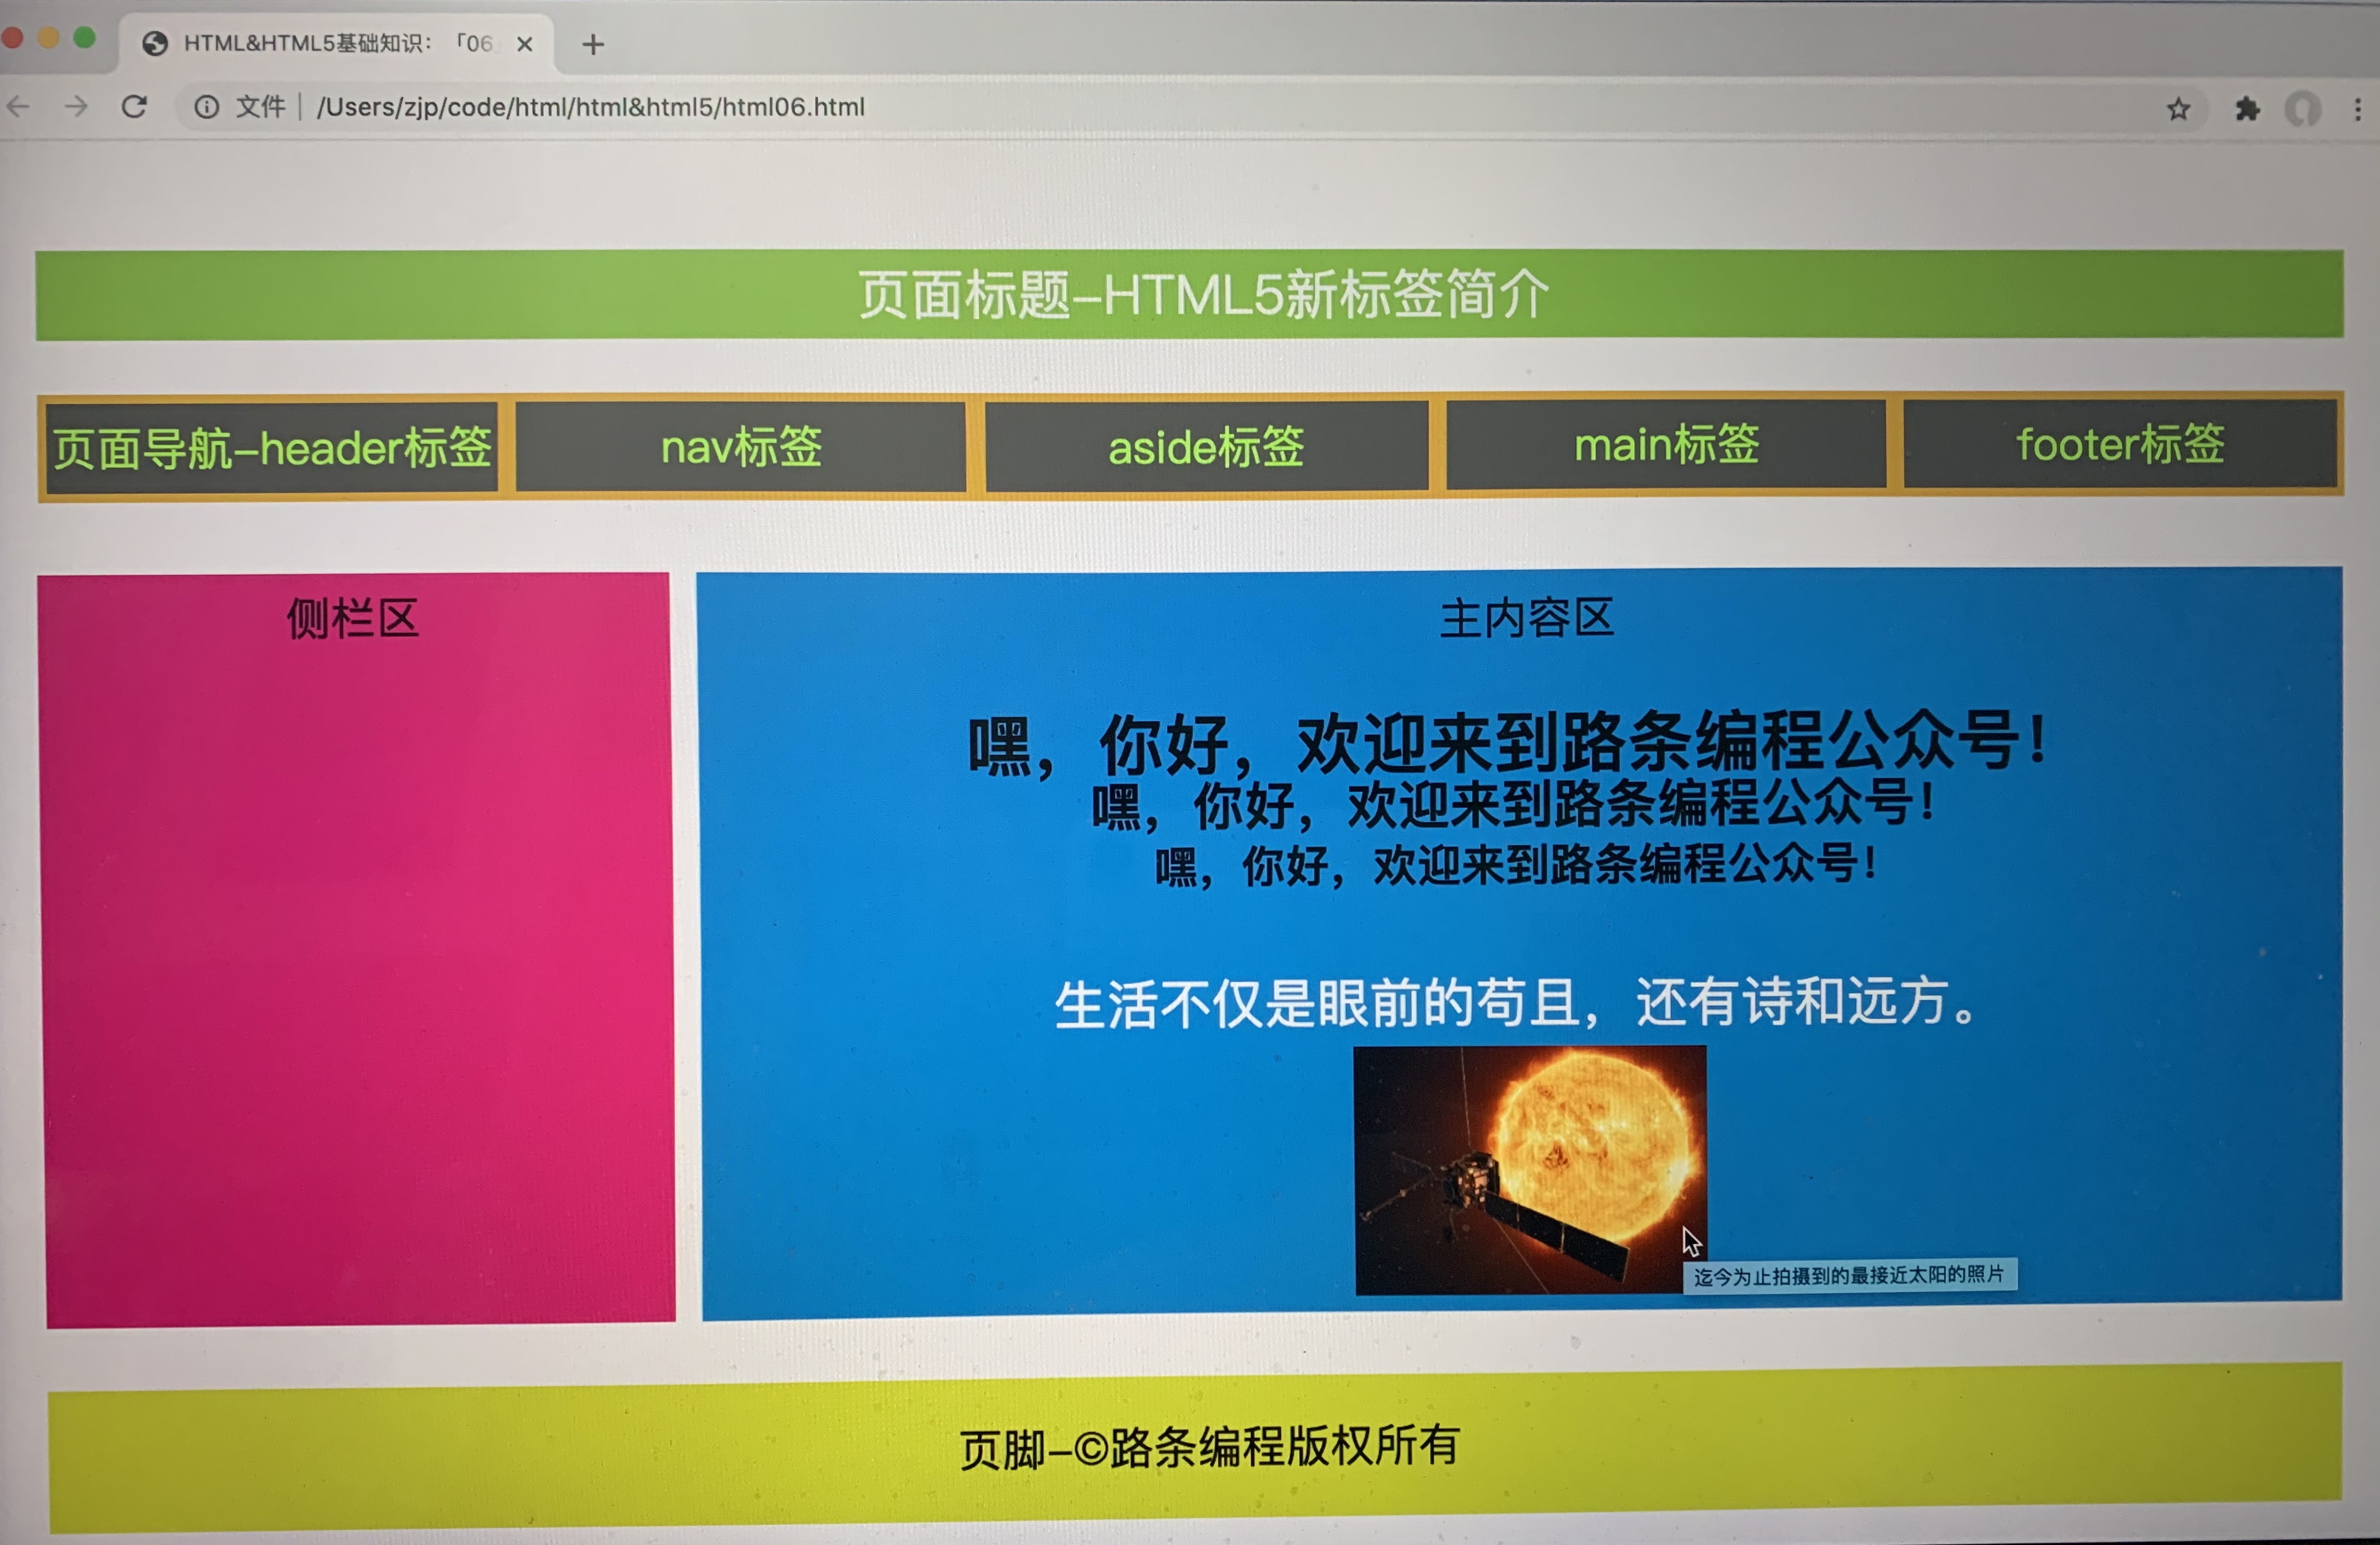 HTML&HTML5基础知识：「06
文件 /Users/zjp/code/html/html&html5/html06.html
页面标题-HTML5新标签简介
页面导航-header标签
nav标签
aside标签
main标签
footer标签
侧栏区
主内容区
嘿，你好，欢迎来到路条编程公众号！
嘿，你好，欢迎来到路条编程公众号！
嘿，你好，欢迎来到路条编程公众号！
生活不仅是眼前的苟且，还有诗和远方。
迄今为止拍摄到的最接近太阳的照片
页脚-©路条编程版权所有